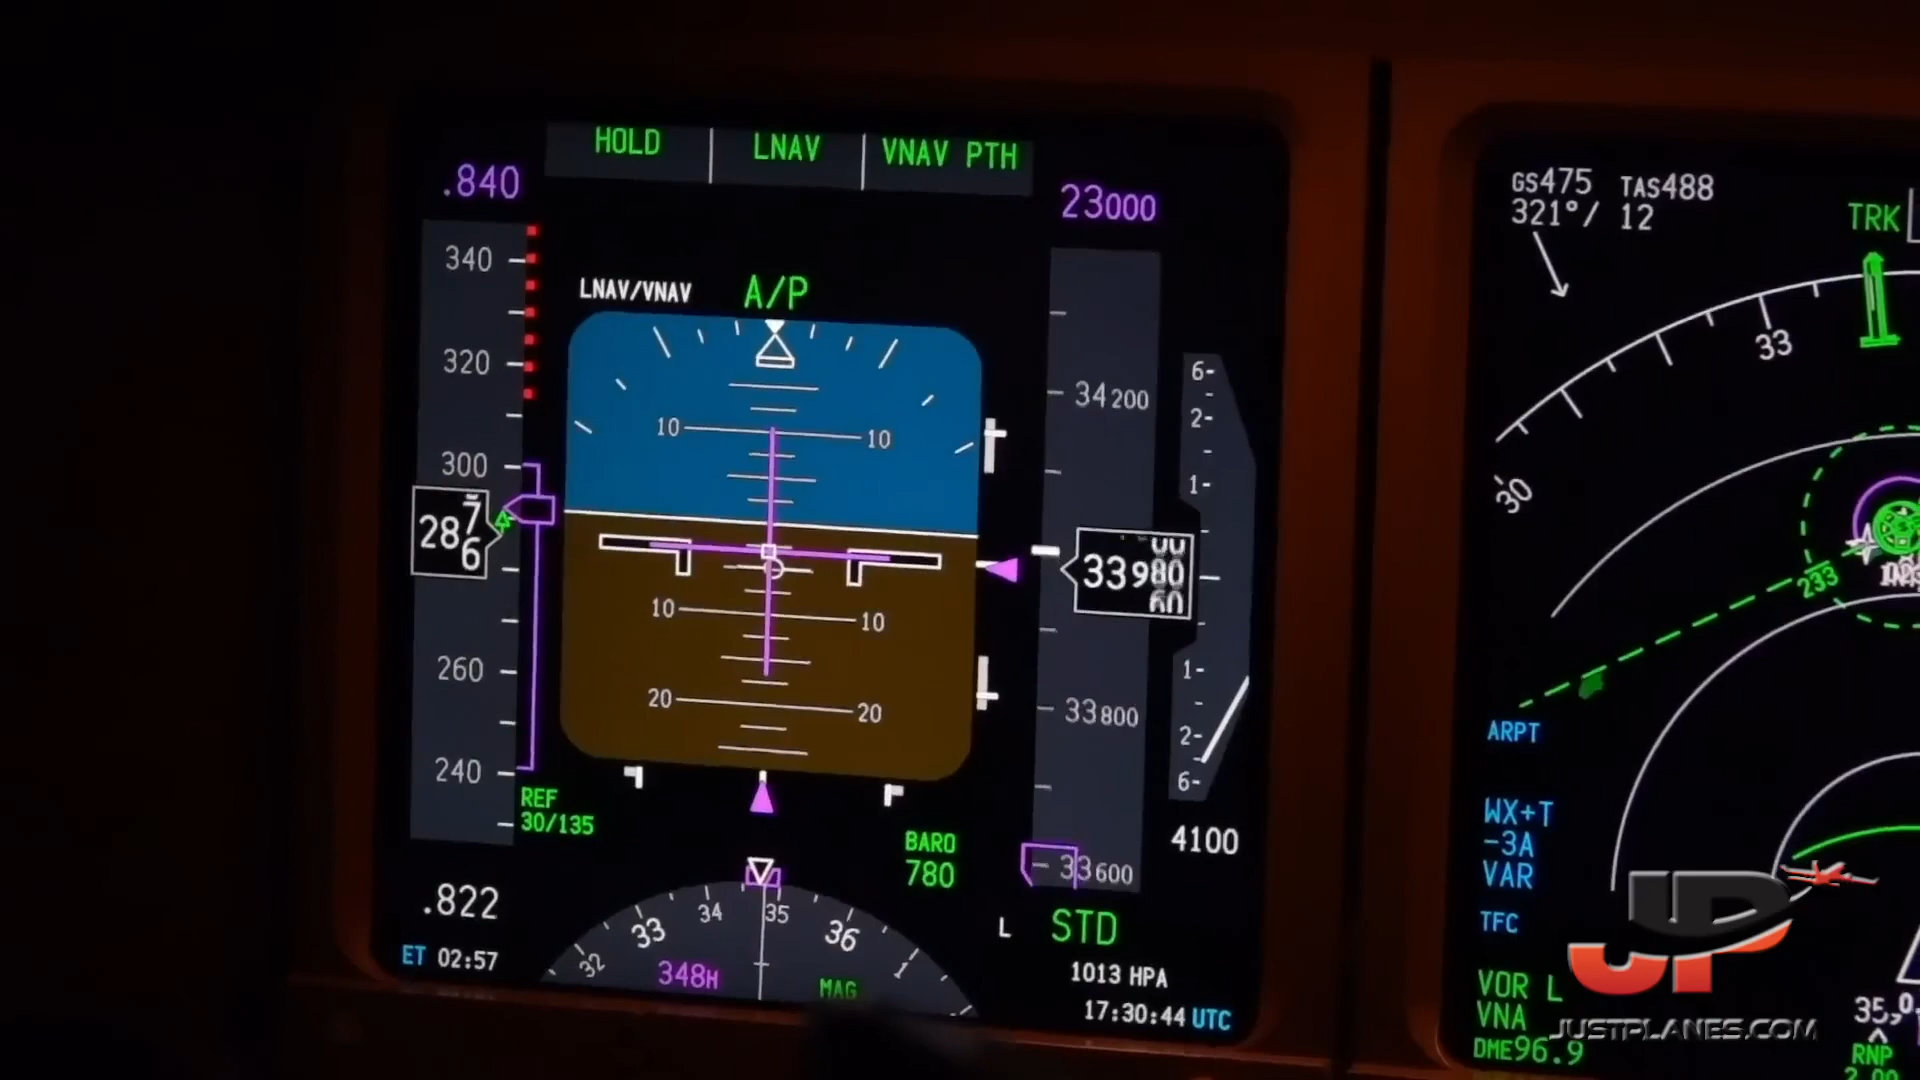 HOLD LNAV VNAV PTH
.840
23000
LNAV/VNAV A/P
340
320
300
287
6
260
240
10 10
10 10
20 20
34200
33980
60
33800
33600
6
2
1
1
2
6
4100
REF
30/135
BARO
780
.822
ET 02:57
32 33 34 35 36 1
348H
MAG
L STD
1013 HPA
17:30:44 UTC
GS475 TAS488
321°/ 12
TRK
33
30
233
ARPT
WX+T
-3A
VAR
TFC
VOR L
VNA
DME96.9
RNP
JP
JUSTPLANES.COM